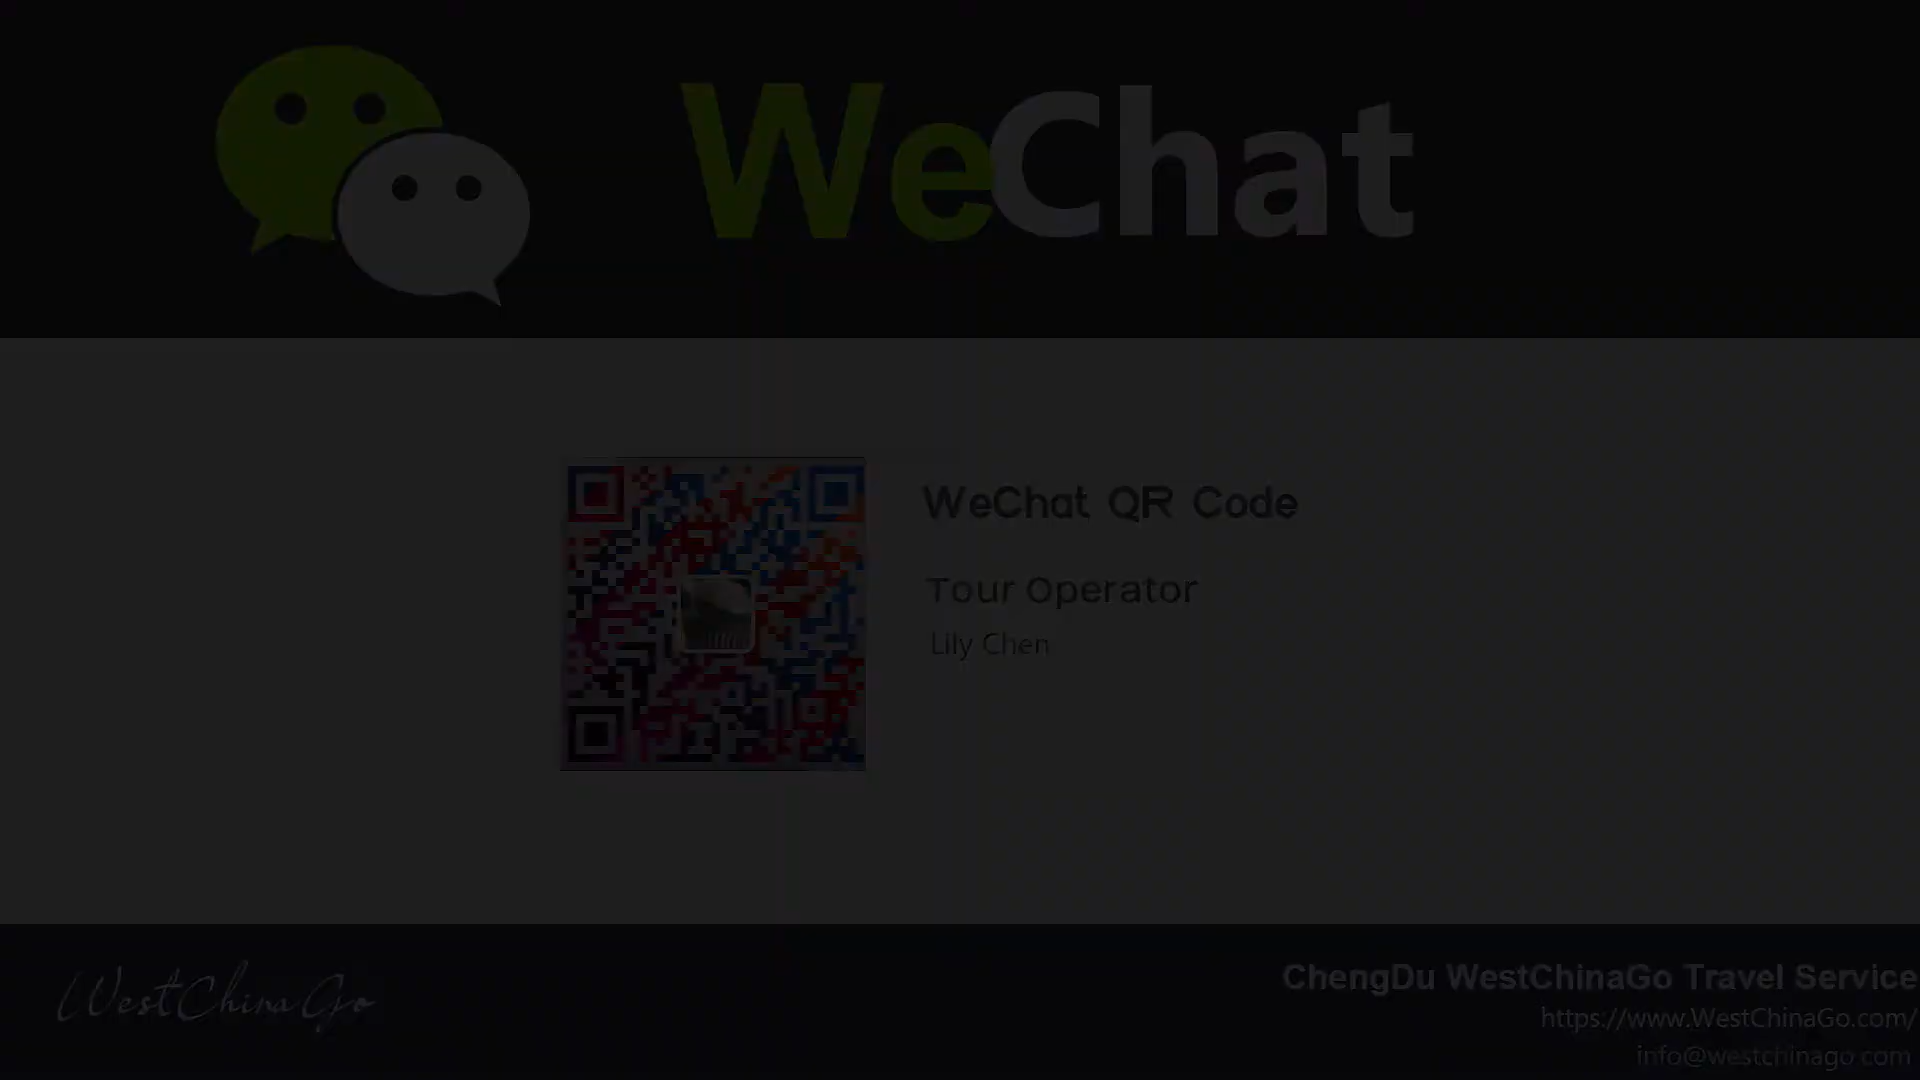 WeChat
WeChat QR Code
Tour Operator
Lily Chen
WestChinaGo
ChengDu WestChinaGo Travel Service
https://www.WestChinaGo.com/
info@westchinago.com